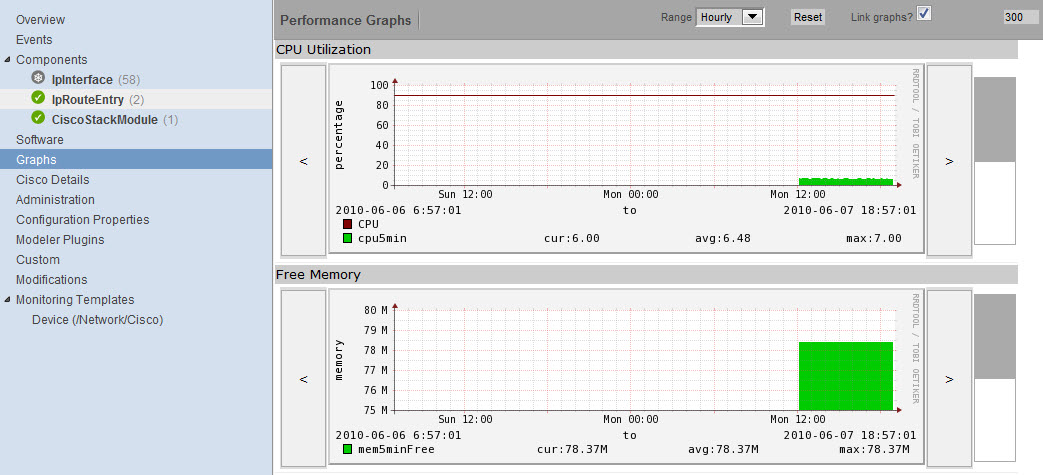 Overview
Events
Components
IpInterface (58)
IpRouteEntry (2)
CiscoStackModule (1)
Software
Graphs
Cisco Details
Administration
Configuration Properties
Modeler Plugins
Custom
Modifications
Monitoring Templates
Device (/Network/Cisco)
Performance Graphs
Range Hourly Reset Link graphs? 300
CPU Utilization
<
percentage
100
80
60
40
20
0
Sun 12:00 Mon 00:00 Mon 12:00
2010-06-06 6:57:01 to 2010-06-07 18:57:01
CPU
cpu5min cur:6.00 avg:6.48 max:7.00
RRDTOOL / TOBI OETIKER
>
Free Memory
<
memory
80 M
79 M
78 M
77 M
76 M
75 M
Sun 12:00 Mon 00:00 Mon 12:00
2010-06-06 6:57:01 to 2010-06-07 18:57:01
mem5minFree cur:78.37M avg:78.37M max:78.37M
RRDTOOL / TOBI OETIKER
>